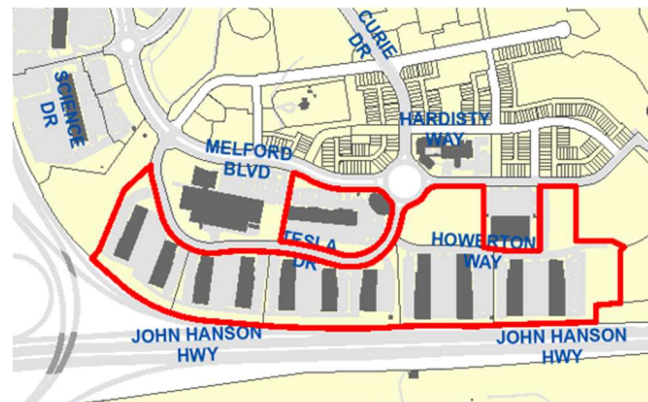 CURIE
DR
SCIENCE
DR
HARDISTY
WAY
MELFORD
BLVD
TESLA
DR
HOWERTON
WAY
JOHN HANSON
HWY
JOHN HANSON
HWY